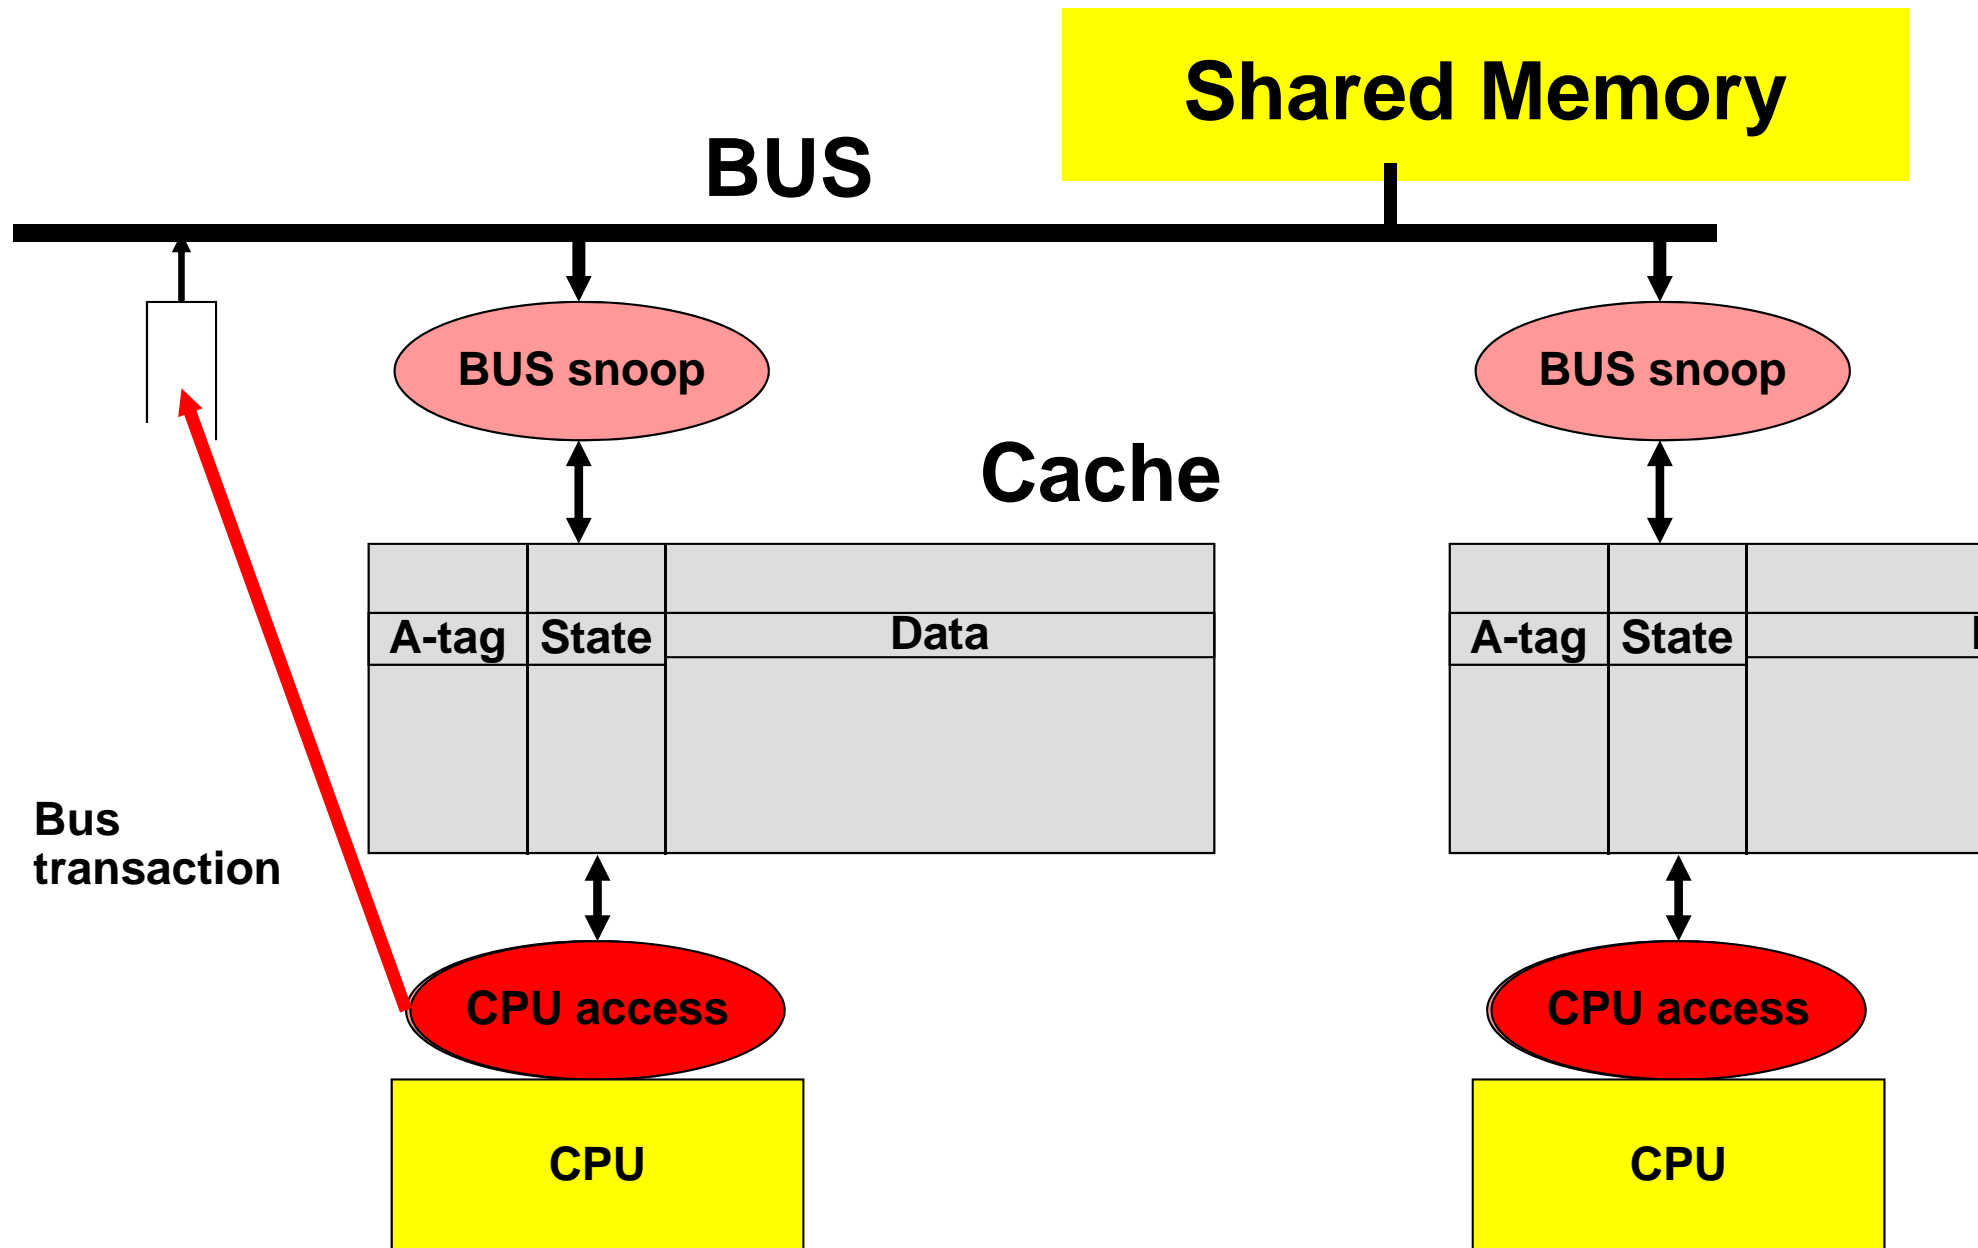 Shared Memory
BUS
BUS snoop
BUS snoop
Cache
A-tag State Data
A-tag State
Bus
transaction
CPU access
CPU access
CPU
CPU